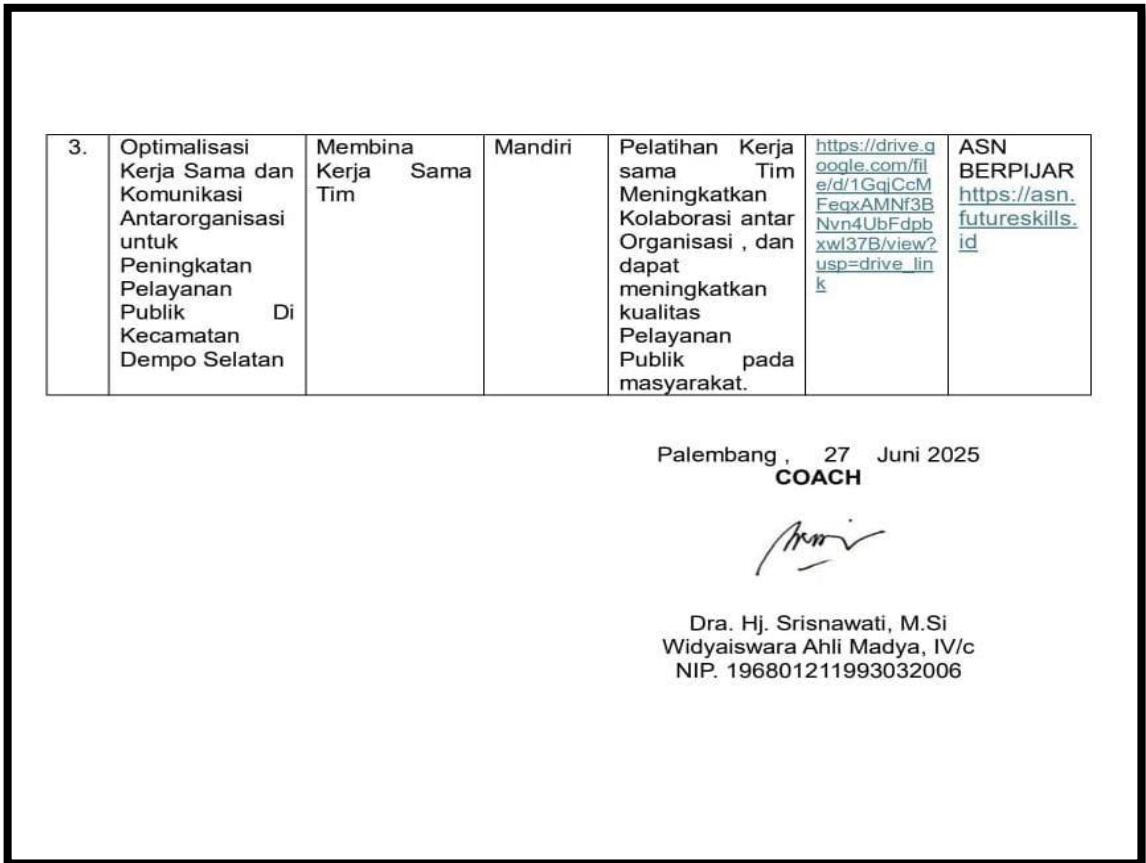 3.
Optimalisasi
Kerja Sama dan
Komunikasi
Antarorganisasi
untuk
Peningkatan
Pelayanan
Publik Di
Kecamatan
Dempo Selatan
Membina
Kerja Sama
Tim
Mandiri
Pelatihan Kerja
sama Tim
Meningkatkan
Kolaborasi antar
Organisasi , dan
dapat
meningkatkan
kualitas
Pelayanan
Publik pada
masyarakat.
https://drive.g
oogle.com/fil
e/d/1GqjCcM
FeqxAMNf3B
Nvn4UbFdpb
xwI37B/view?
usp=drive_lin
k
ASN
BERPIJAR
https://asn.
futureskills.
id
Palembang , 27 Juni 2025
COACH
Dra. Hj. Srisnawati, M.Si
Widyaiswara Ahli Madya, IV/c
NIP. 196801211993032006